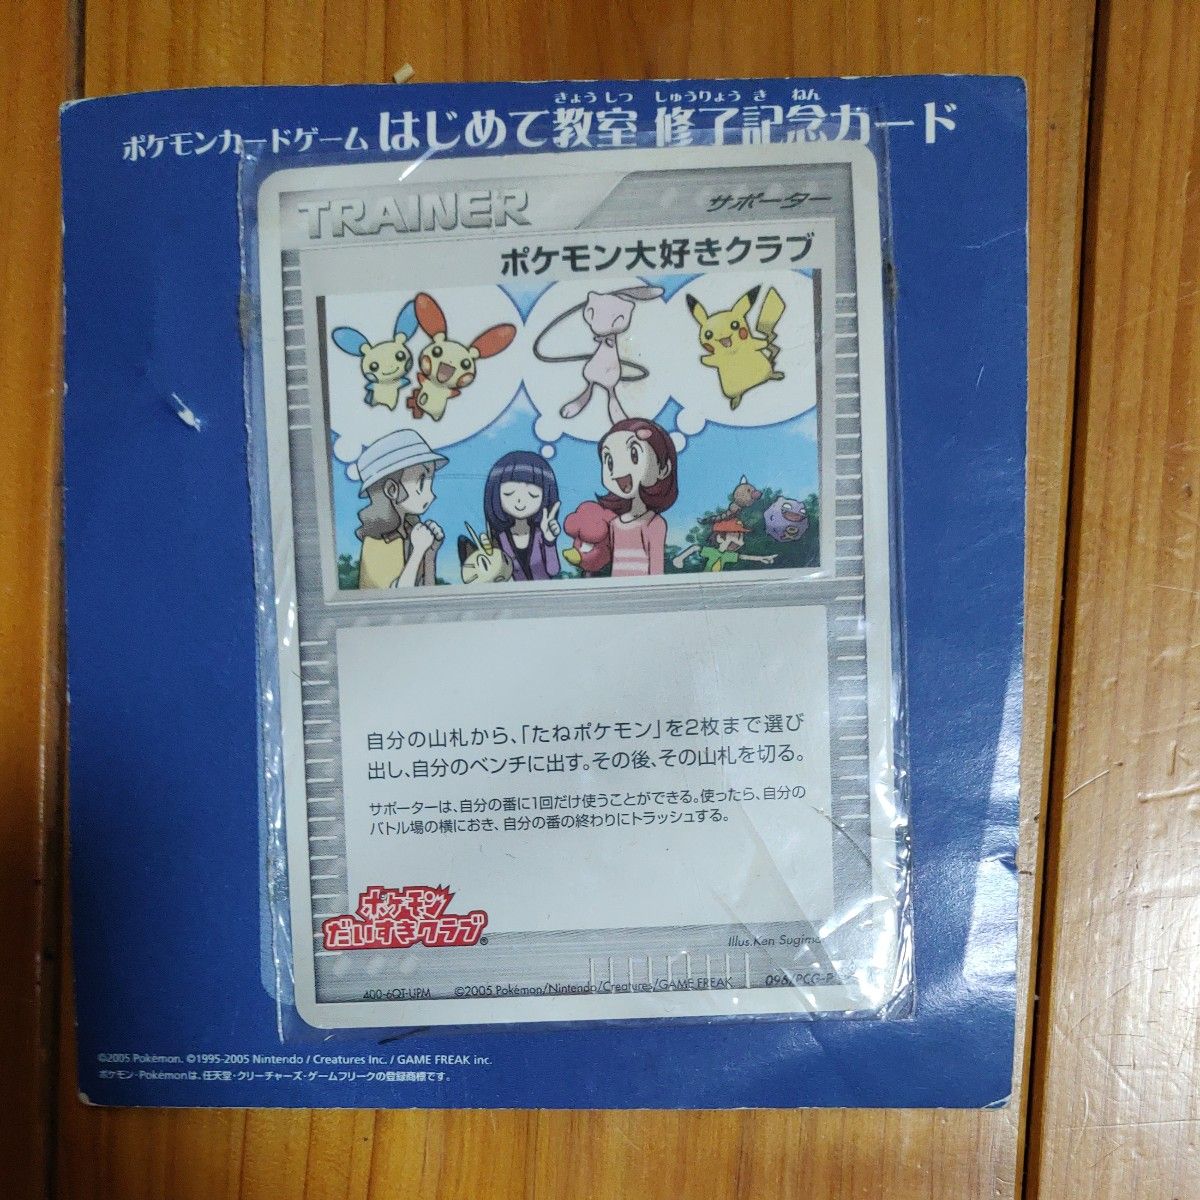 きょうしつ しゅうりょう き ねん
ポケモンカードゲーム はじめて教室 修了記念カード
TRAINER サポーター
ポケモン大好きクラブ
自分の山札から、「たねポケモン」を2枚まで選び
出し、自分のベンチに出す。その後、その山札を切る。
サポーターは、自分の番に1回だけ使うことができる。使ったら、自分の
バトル場の横におき、自分の番の終わりにトラッシュする。
ポケモン
だいすきクラブ®
Illus.Ken
400-6QT-UPM ©2005 Pokémon/Nintendo/Creatures/GAME FREAK 096/PCG-P
©2005 Pokémon. ©1995-2005 Nintendo / Creatures Inc. / GAME FREAK inc.
ポケモン・Pokémonは、任天堂・クリーチャーズ・ゲームフリークの登録商標です。